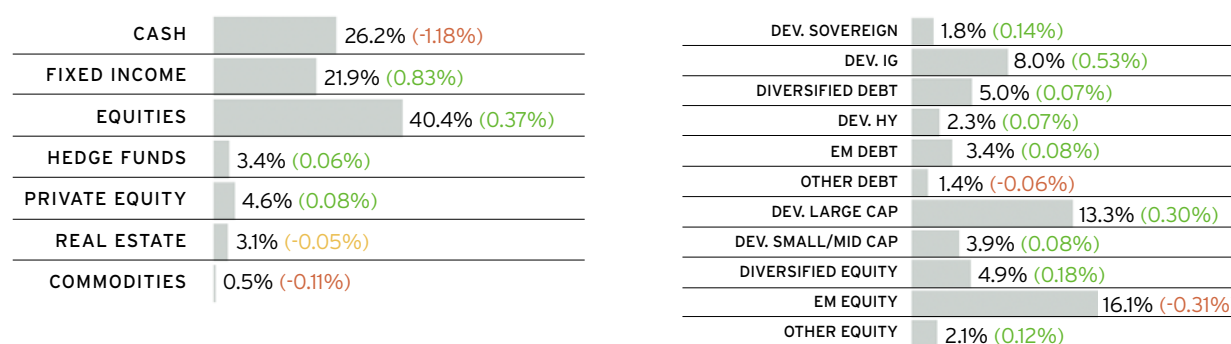 CASH 26.2% (-1.18%)
FIXED INCOME 21.9% (0.83%)
EQUITIES 40.4% (0.37%)
HEDGE FUNDS 3.4% (0.06%)
PRIVATE EQUITY 4.6% (0.08%)
REAL ESTATE 3.1% (-0.05%)
COMMODITIES 0.5% (-0.11%)
DEV. SOVEREIGN 1.8% (0.14%)
DEV. IG 8.0% (0.53%)
DIVERSIFIED DEBT 5.0% (0.07%)
DEV. HY 2.3% (0.07%)
EM DEBT 3.4% (0.08%)
OTHER DEBT 1.4% (-0.06%)
DEV. LARGE CAP 13.3% (0.30%)
DEV. SMALL/MID CAP 3.9% (0.08%)
DIVERSIFIED EQUITY 4.9% (0.18%)
EM EQUITY 16.1% (-0.31%
OTHER EQUITY 2.1% (0.12%)